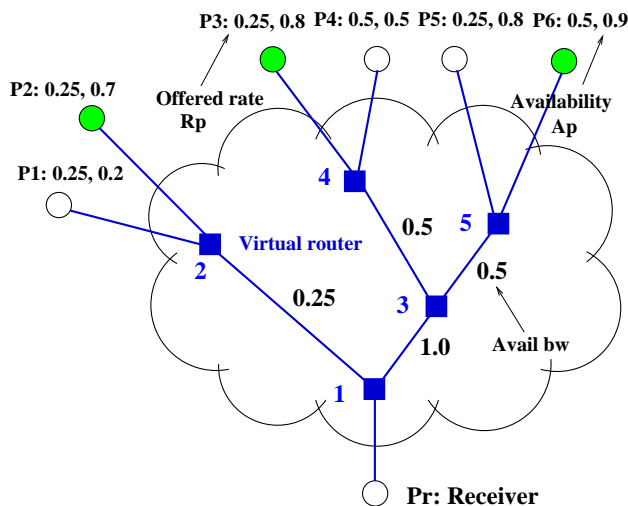 P3: 0.25, 0.8
P4: 0.5, 0.5
P5: 0.25, 0.8
P6: 0.5, 0.9
P2: 0.25, 0.7
Offered rate
Rp
Availability
Ap
P1: 0.25, 0.2
4
5
0.5
Virtual router
2
0.5
0.25
3
Avail bw
1.0
1
Pr: Receiver